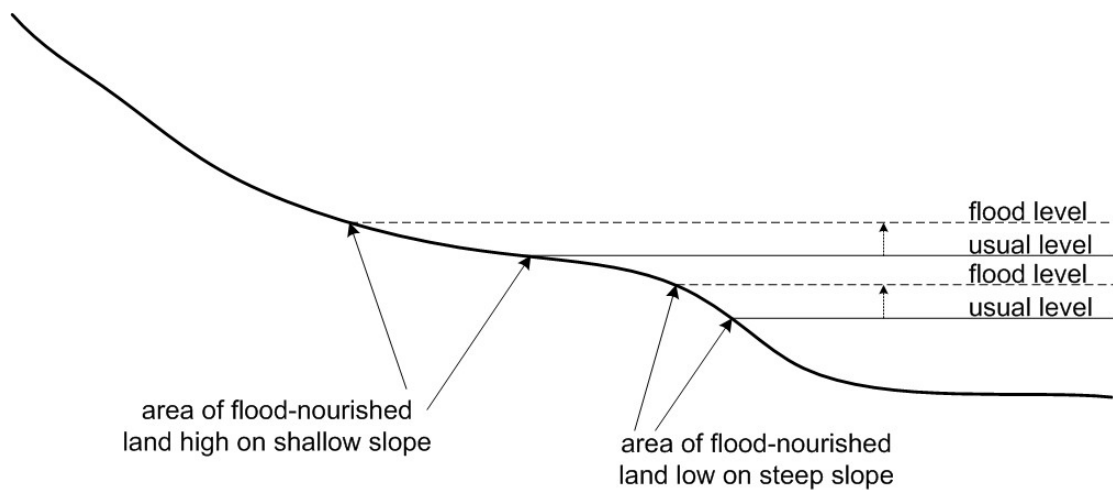 flood level
usual level
flood level
usual level
area of flood-nourished
land high on shallow slope
area of flood-nourished
land low on steep slope